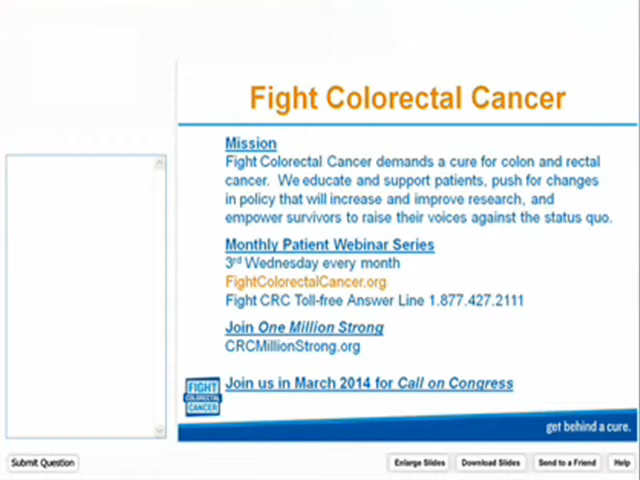 Fight Colorectal Cancer
Mission
Fight Colorectal Cancer demands a cure for colon and rectal
cancer. We educate and support patients, push for changes
in policy that will increase and improve research, and
empower survivors to raise their voices against the status quo.
Monthly Patient Webinar Series
3rd Wednesday every month
FightColorectalCancer.org
Fight CRC Toll-free Answer Line 1.877.427.2111
Join One Million Strong
CRCMillionStrong.org
Join us in March 2014 for Call on Congress
FIGHT
COLORECTAL
CANCER
get behind a cure.
Submit Question
Enlarge Slides
Download Slides
Send to a Friend
Help